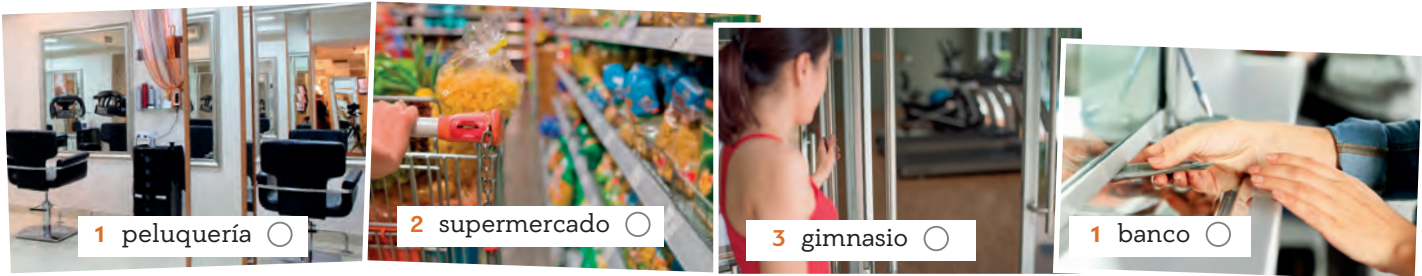 1 peluquería
2 supermercado
3 gimnasio
1 banco